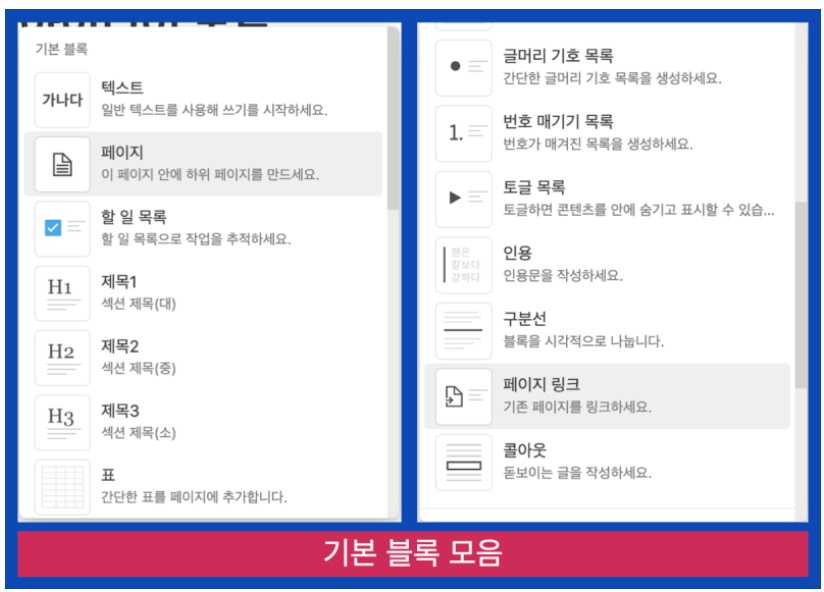 기본 블록
가나다
텍스트
일반 텍스트를 사용해 쓰기를 시작하세요.
페이지
이 페이지 안에 하위 페이지를 만드세요.
할 일 목록
할 일 목록으로 작업을 추적하세요.
H1
제목1
섹션 제목(대)
H2
제목2
섹션 제목(중)
H3
제목3
섹션 제목(소)
표
간단한 표를 페이지에 추가합니다.
글머리 기호 목록
간단한 글머리 기호 목록을 생성하세요.
1.
번호 매기기 목록
번호가 매겨진 목록을 생성하세요.
토글 목록
토글하면 콘텐츠를 안에 숨기고 표시할 수 있습...
펜은
칼보다
강하다
인용
인용문을 작성하세요.
구분선
블록을 시각적으로 나눕니다.
페이지 링크
기존 페이지를 링크하세요.
콜아웃
돋보이는 글을 작성하세요.
기본 블록 모음